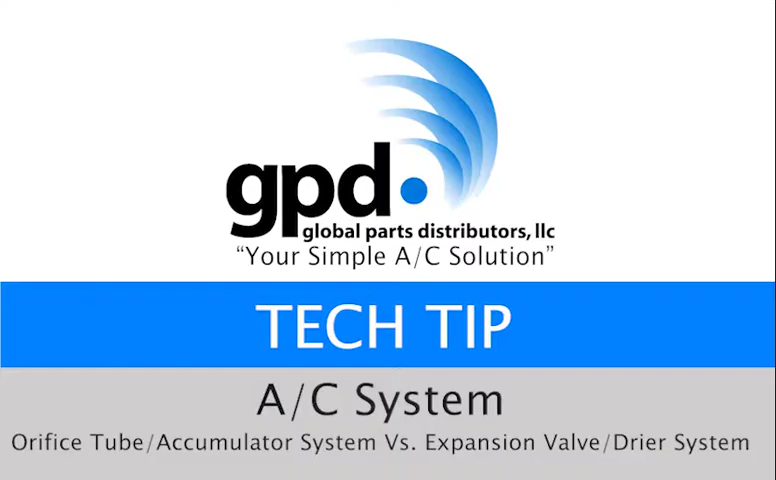 gpd
global parts distributors, llc
“Your Simple A/C Solution”
TECH TIP
A/C System
Orifice Tube/Accumulator System Vs. Expansion Valve/Drier System